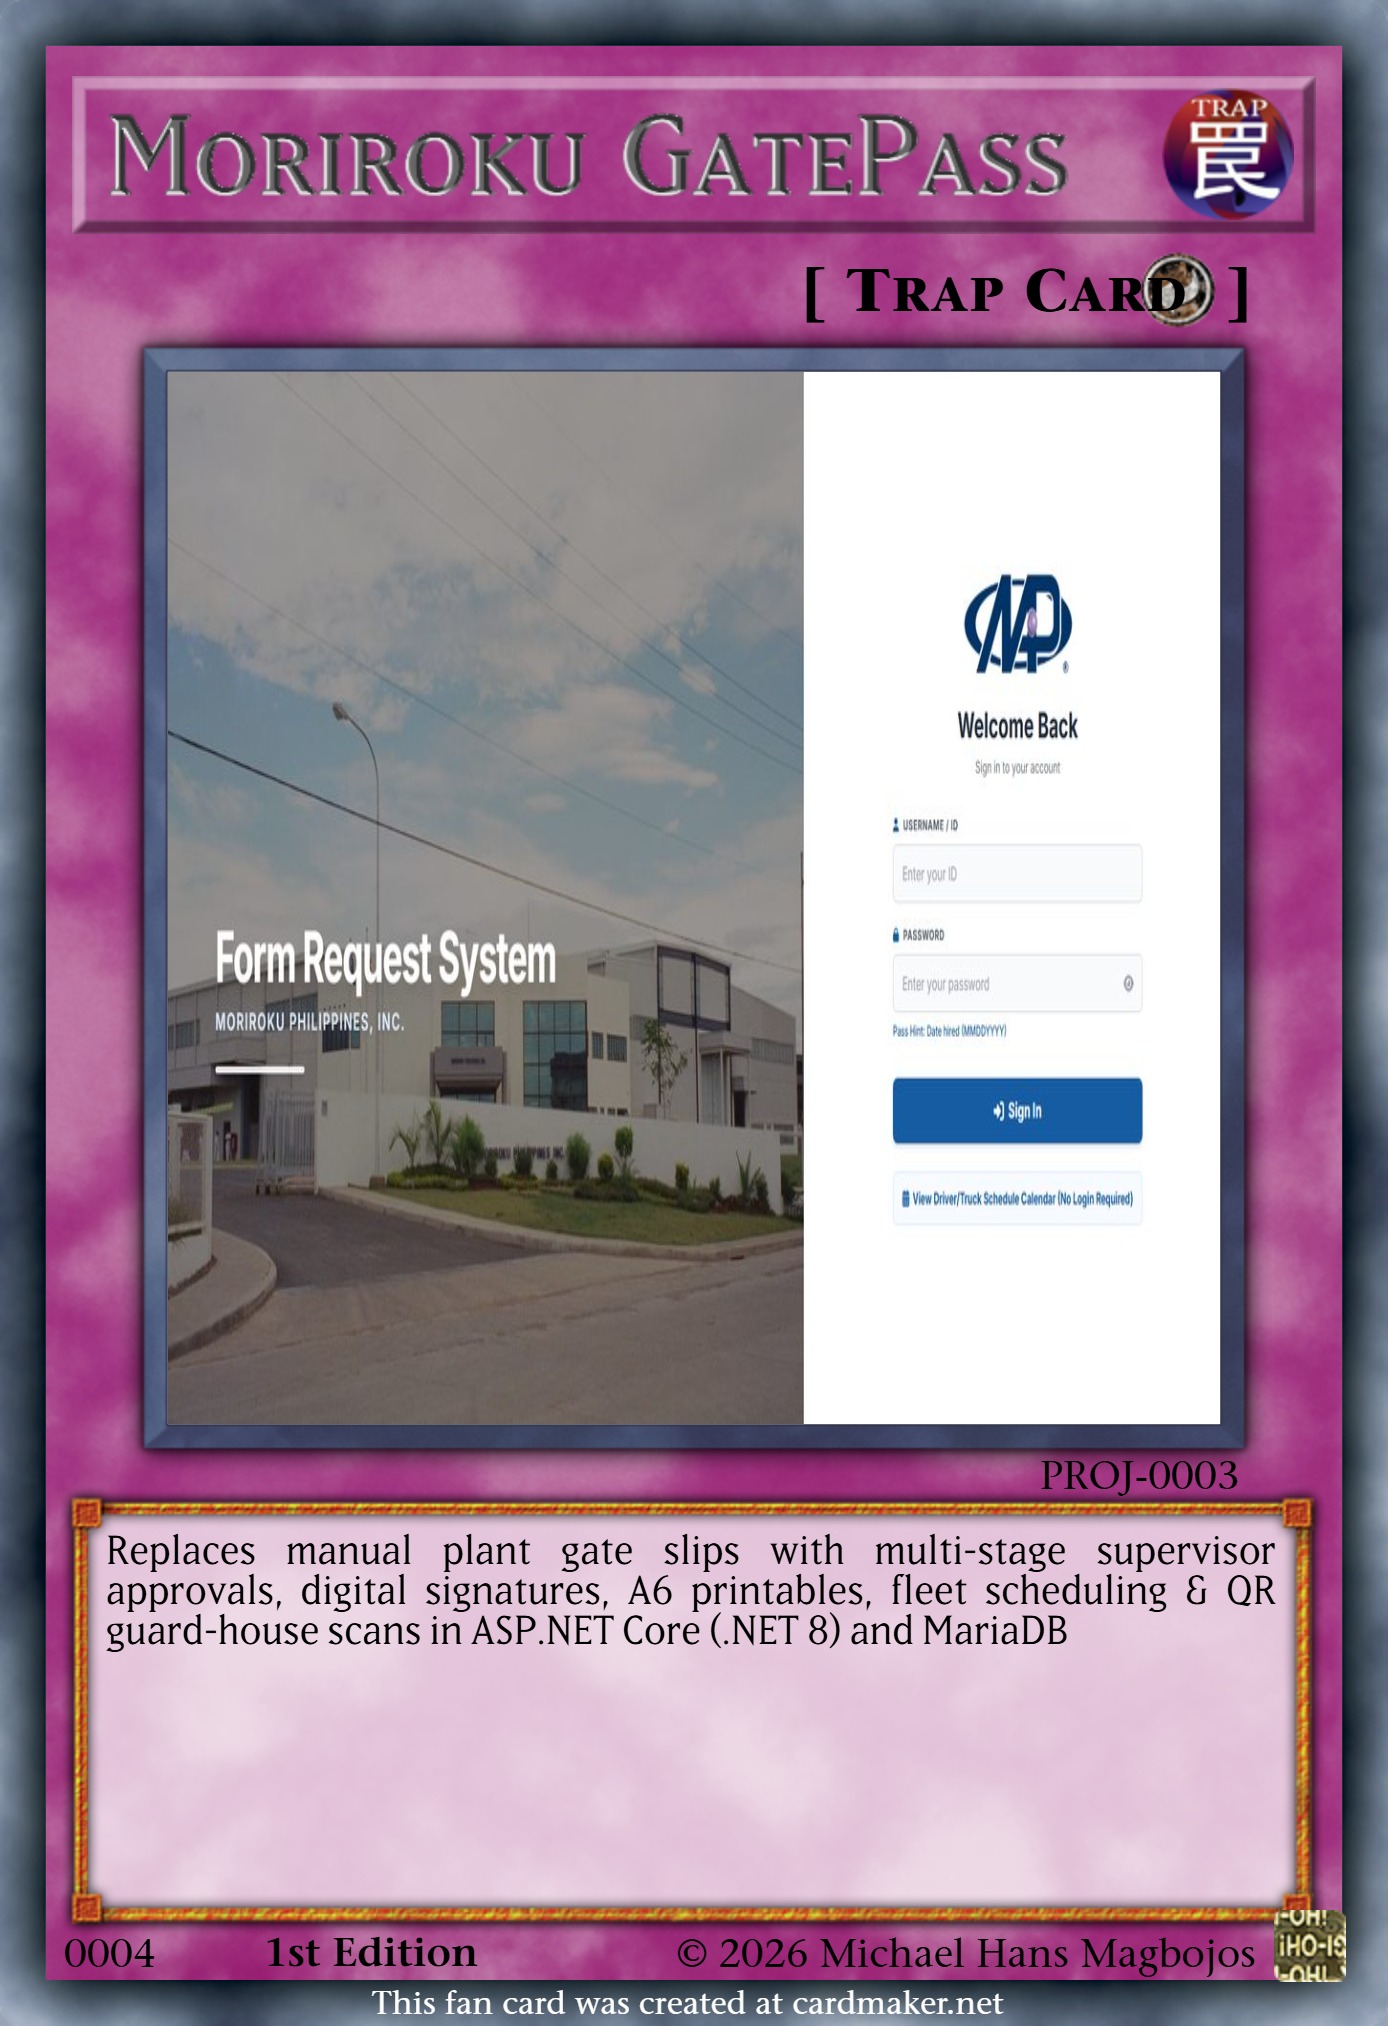 MORIROKU GATEPASS
TRAP
罠
[ TRAP CARD ]
MP
®
Welcome Back
Sign in to your account
USERNAME / ID
Enter your ID
Form Request System
PASSWORD
Enter your password
MORIROKU PHILIPPINES, INC.
Pass Hint: Date hired (MMDDYYYY)
Sign In
MORIROKU PHILIPPINES INC.
View Driver/Truck Schedule Calendar (No Login Required)
PROJ-0003
Replaces manual plant gate slips with multi-stage supervisor
approvals, digital signatures, A6 printables, fleet scheduling & QR
guard-house scans in ASP.NET Core (.NET 8) and MariaDB
0004
1st Edition
© 2026 Michael Hans Magbojos
This fan card was created at cardmaker.net